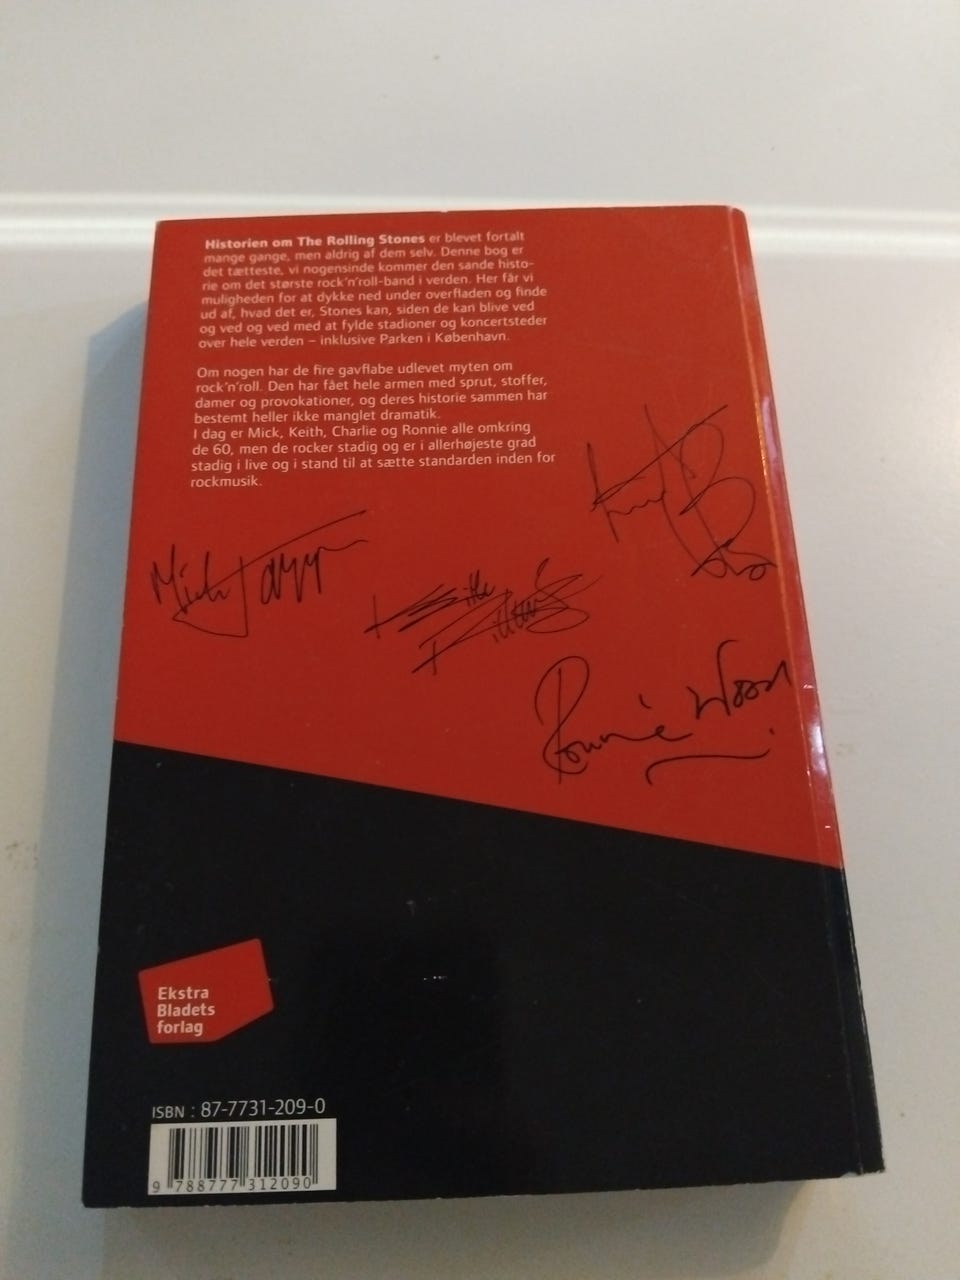 Historien om The Rolling Stones er blevet fortalt
mange gange, men aldrig af dem selv. Denne bog er
det tætteste, vi nogensinde kommer den sande histo-
rie om det største rock'n'roll-band i verden. Her får vi
muligheden for at dykke ned under overfladen og finde
ud af, hvad det er, Stones kan, siden de kan blive ved
og ved og ved med at fylde stadioner og koncertsteder
over hele verden – inklusive Parken i København.
Om nogen har de fire gavflabe udlevet myten om
rock'n'roll. Den har fået hele armen med sprut, stoffer,
damer og provokationer, og deres historie sammen har
bestemt heller ikke manglet dramatik.
I dag er Mick, Keith, Charlie og Ronnie alle omkring
de 60, men de rocker stadig og er i allerhøjeste grad
stadig i live og i stand til at sætte standarden inden for
rockmusik.
Mick
Keith
Ronnie Wood
Ekstra
Bladets
forlag
ISBN : 87-7731-209-0
9 788777 312090